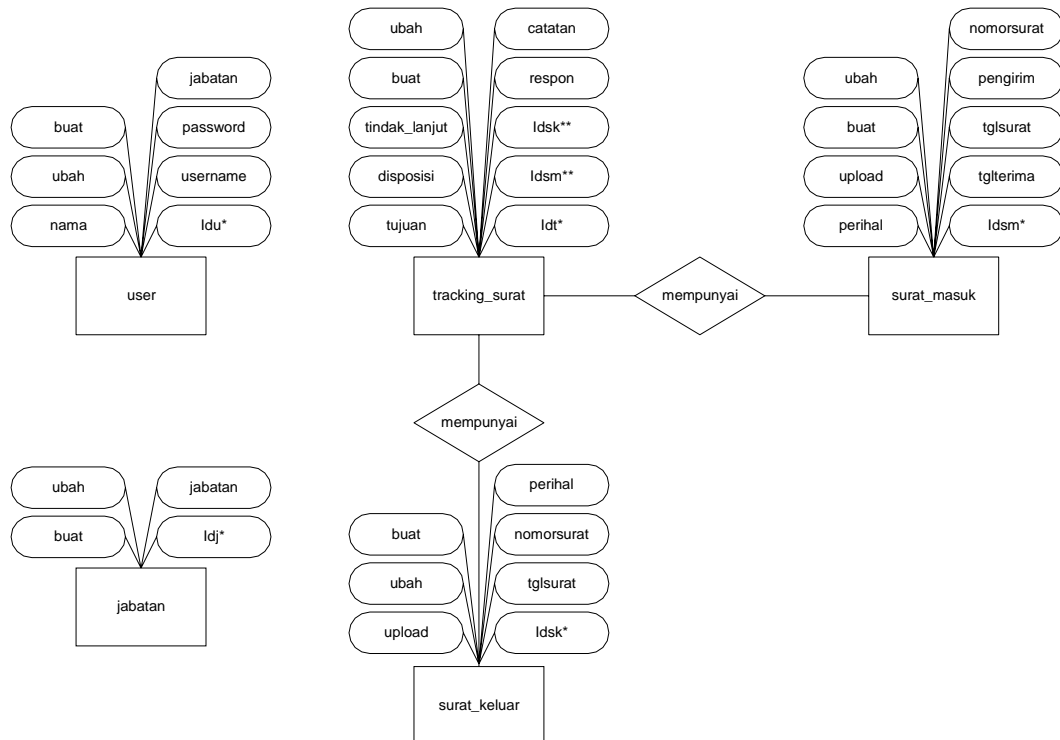 jabatan
buat
password
ubah
username
nama
Idu*
user
ubah
catatan
buat
respon
tindak_lanjut
Idsk**
disposisi
Idsm**
tujuan
Idt*
tracking_surat
mempunyai
nomorsurat
ubah
pengirim
buat
tglsurat
upload
tglterima
perihal
Idsm*
surat_masuk
mempunyai
ubah
jabatan
buat
Idj*
jabatan
perihal
buat
nomorsurat
ubah
tglsurat
upload
Idsk*
surat_keluar